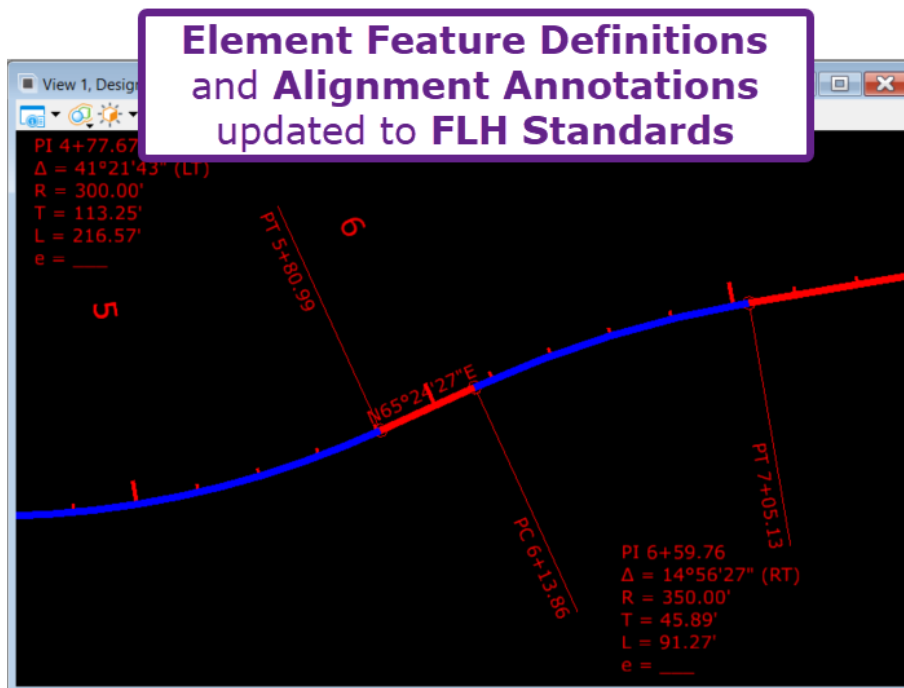 Element Feature Definitions
and Alignment Annotations
updated to FLH Standards
View 1, Desig
PI 4+77.67
Δ = 41°21'43" (LT)
R = 300.00'
T = 113.25'
L = 216.57'
e = ___
PT 5+80.99
6
5
N65°24'27"E
PC 6+13.86
PT 7+05.13
PI 6+59.76
Δ = 14°56'27" (RT)
R = 350.00'
T = 45.89'
L = 91.27'
e = ___